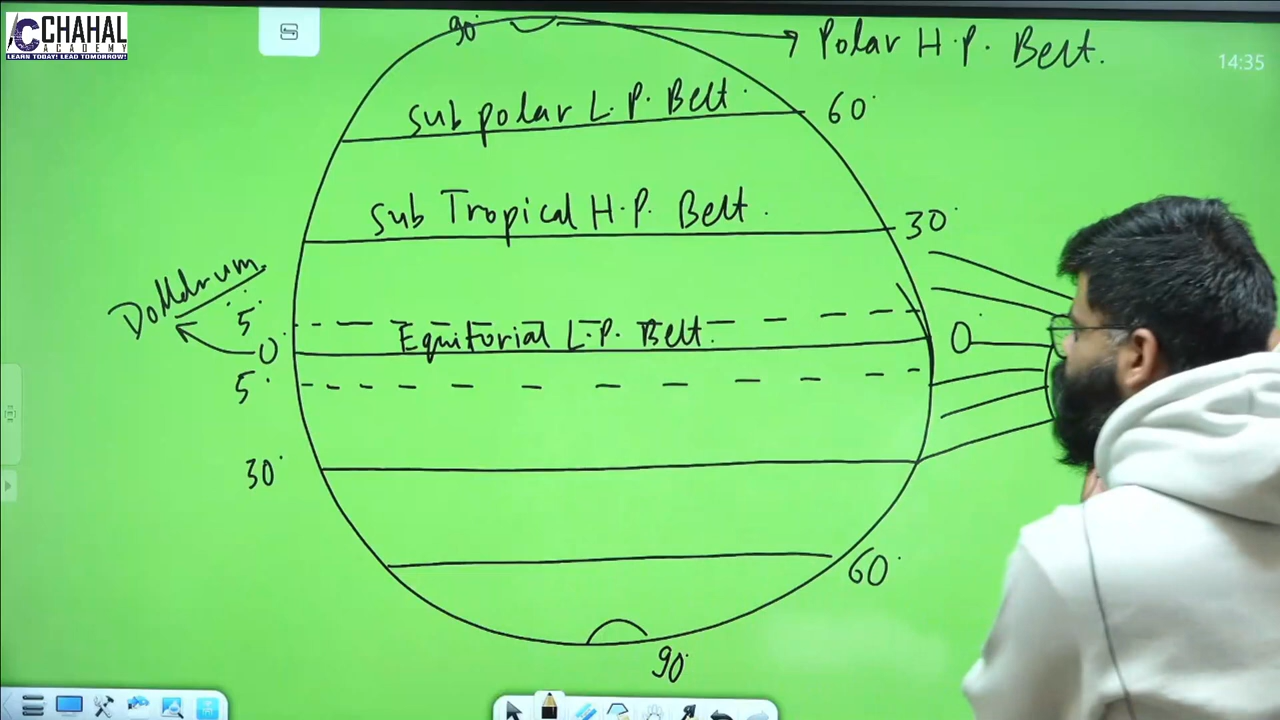 CHAHAL
ACADEMY
LEARN TODAY! LEAD TOMORROW!
90°
Polar H.P. Belt.
14:35
Sub polar L.P. Belt
60°
Sub Tropical H.P. Belt.
30°
Dolldrum
5°
Equitorial L.P. Belt.
0°
0°
5°
30°
60°
90°